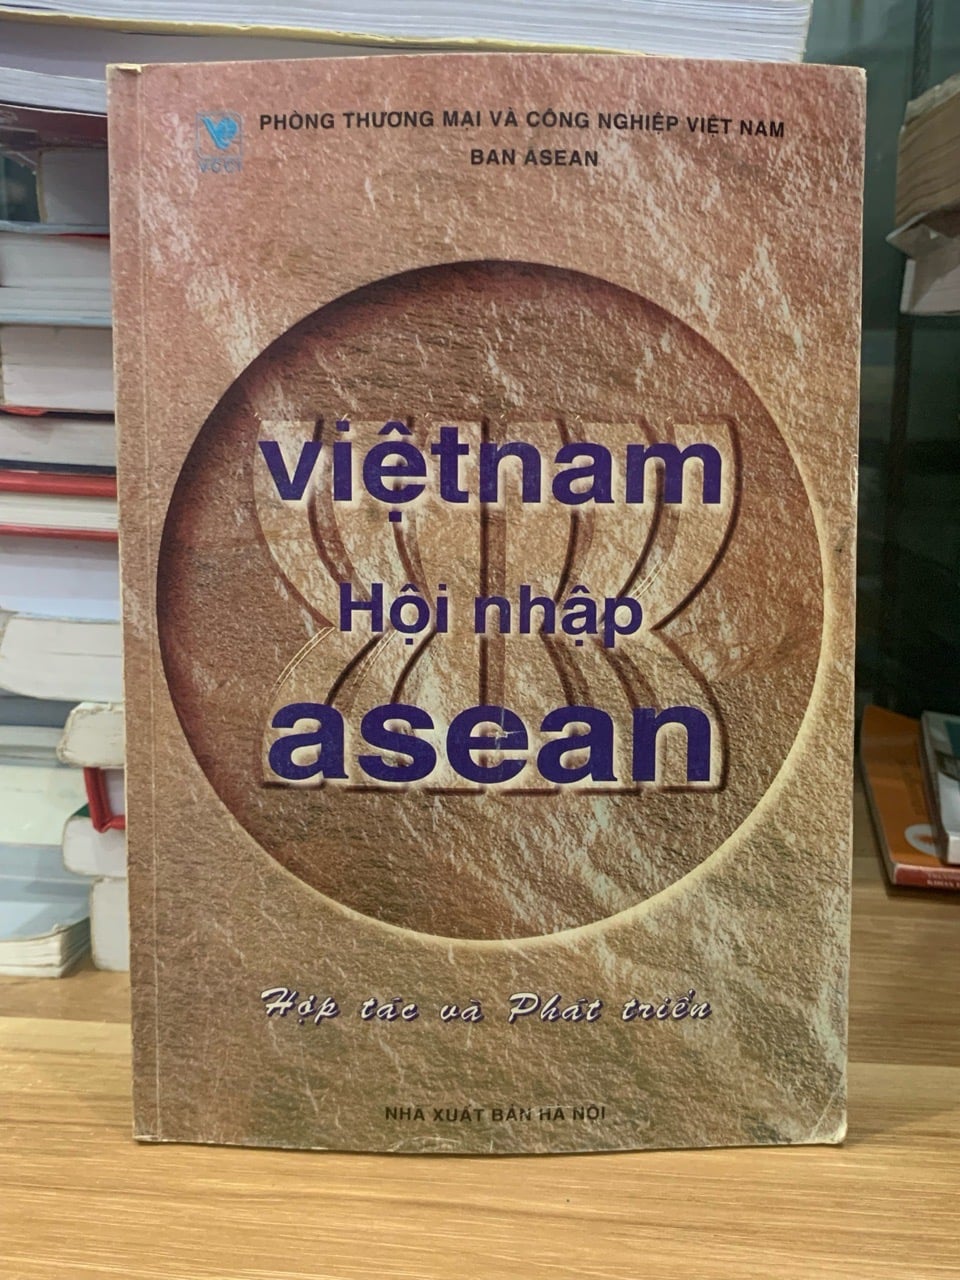 VCCI
PHÒNG THƯƠNG MẠI VÀ CÔNG NGHIỆP VIỆT NAM
BAN ASEAN
việtnam
Hội nhập
asean
Hợp tác và Phát triển
NHÀ XUẤT BẢN HÀ NỘI